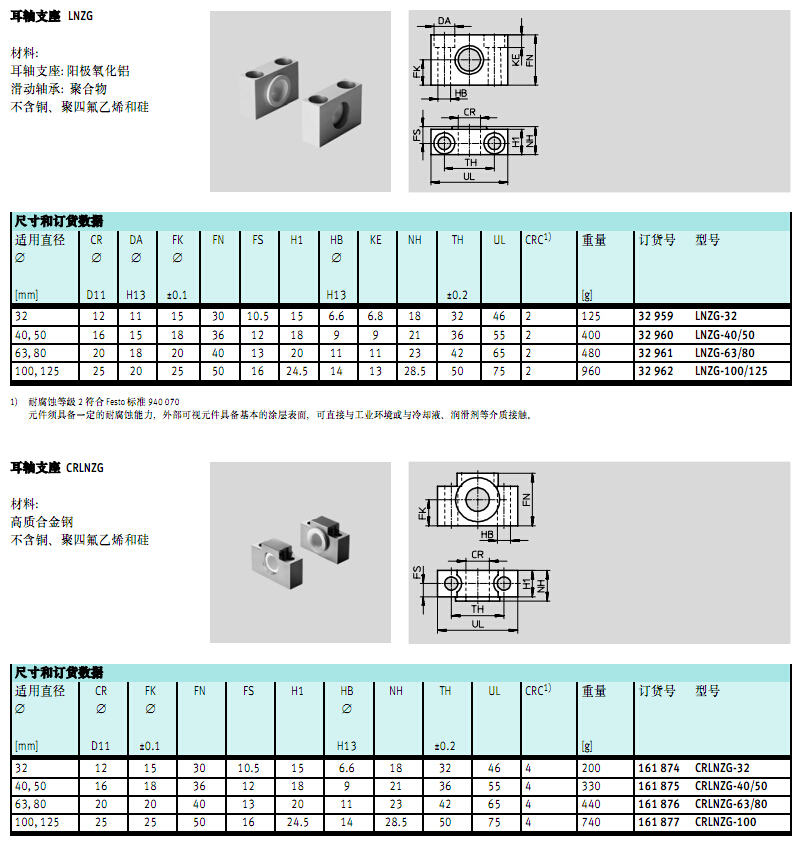 耳轴支座 LNZG
材料:
耳轴支座: 阳极氧化铝
滑动轴承: 聚合物
不含铜、聚四氟乙烯和硅
DA
FK
KE
FN
HB
CR
FS
H1
NH
TH
UL
尺寸和订货数据
适用直径 CR DA FK FN FS H1 HB KE NH TH UL CRC1) 重量 订货号 型号
∅ ∅ ∅ ∅ ∅
[mm] D11 H13 ±0.1 H13 ±0.2 [g]
32 12 11 15 30 10.5 15 6.6 6.8 18 32 46 2 125 32 959 LNZG-32
40, 50 16 15 18 36 12 18 9 9 21 36 55 2 400 32 960 LNZG-40/50
63, 80 20 18 20 40 13 20 11 11 23 42 65 2 480 32 961 LNZG-63/80
100, 125 25 20 25 50 16 24.5 14 13 28.5 50 75 2 960 32 962 LNZG-100/125
1) 耐腐蚀等级 2 符合 Festo 标准 940 070
元件须具备一定的耐腐蚀能力，外部可视元件具备基本的涂层表面，可直接与工业环境或与冷却液、润滑剂等介质接触。
耳轴支座 CRLNZG
材料:
高质合金钢
不含铜、聚四氟乙烯和硅
FK
FN
HB
CR
FS
H1
NH
TH
UL
尺寸和订货数据
适用直径 CR FK FN FS H1 HB NH TH UL CRC1) 重量 订货号 型号
∅ ∅ ∅ ∅
[mm] D11 ±0.1 H13 ±0.2 [g]
32 12 15 30 10.5 15 6.6 18 32 46 4 200 161 874 CRLNZG-32
40, 50 16 18 36 12 18 9 21 36 55 4 330 161 875 CRLNZG-40/50
63, 80 20 20 40 13 20 11 23 42 65 4 440 161 876 CRLNZG-63/80
100, 125 25 25 50 16 24.5 14 28.5 50 75 4 740 161 877 CRLNZG-100